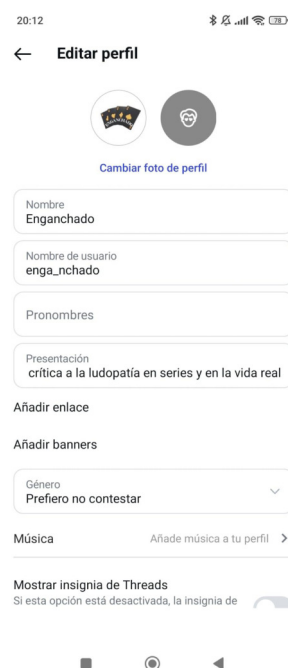 20:12
78
Editar perfil
Cambiar foto de perfil
Nombre
Enganchado
Nombre de usuario
enga_nchado
Pronombres
Presentación
crítica a la ludopatía en series y en la vida real
Añadir enlace
Añadir banners
Género
Prefiero no contestar
Música Añade música a tu perfil
Mostrar insignia de Threads
Si esta opción está desactivada, la insignia de